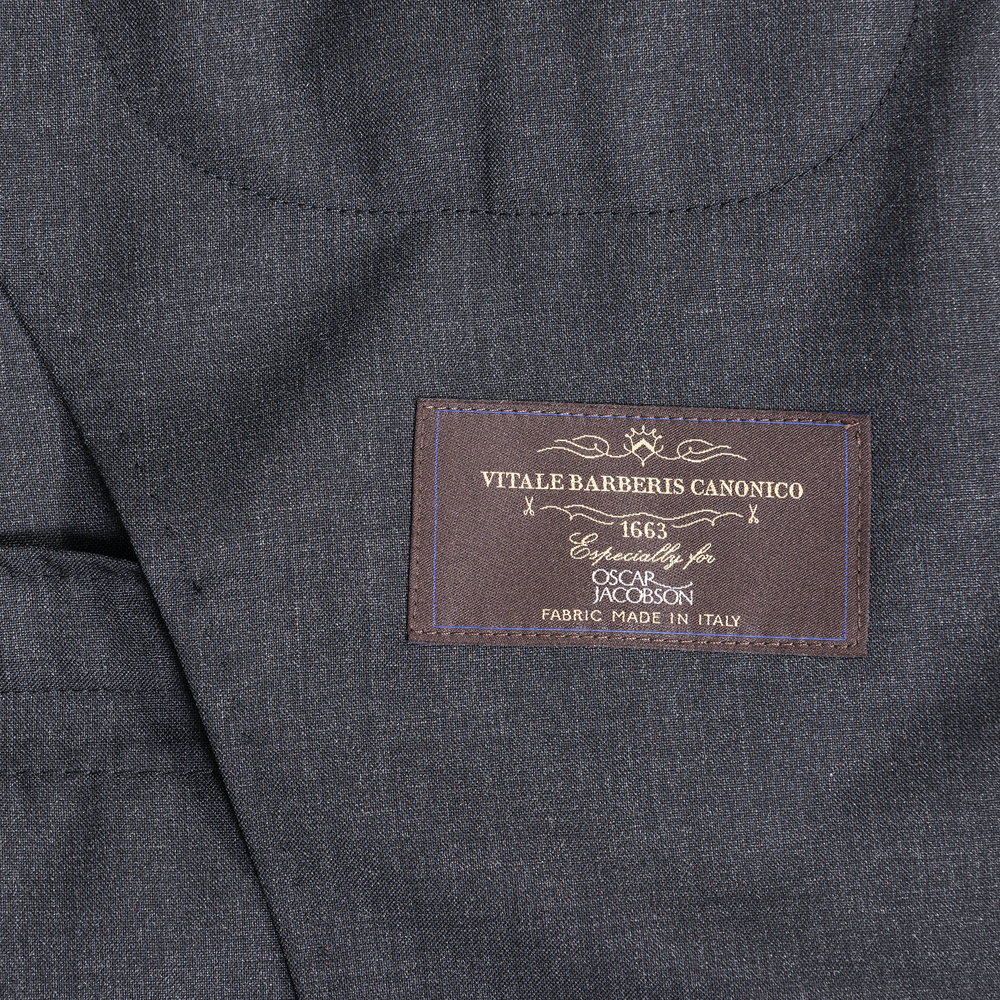 VITALE BARBERIS CANONICO
1663
Especially for
OSCAR
JACOBSON
FABRIC MADE IN ITALY